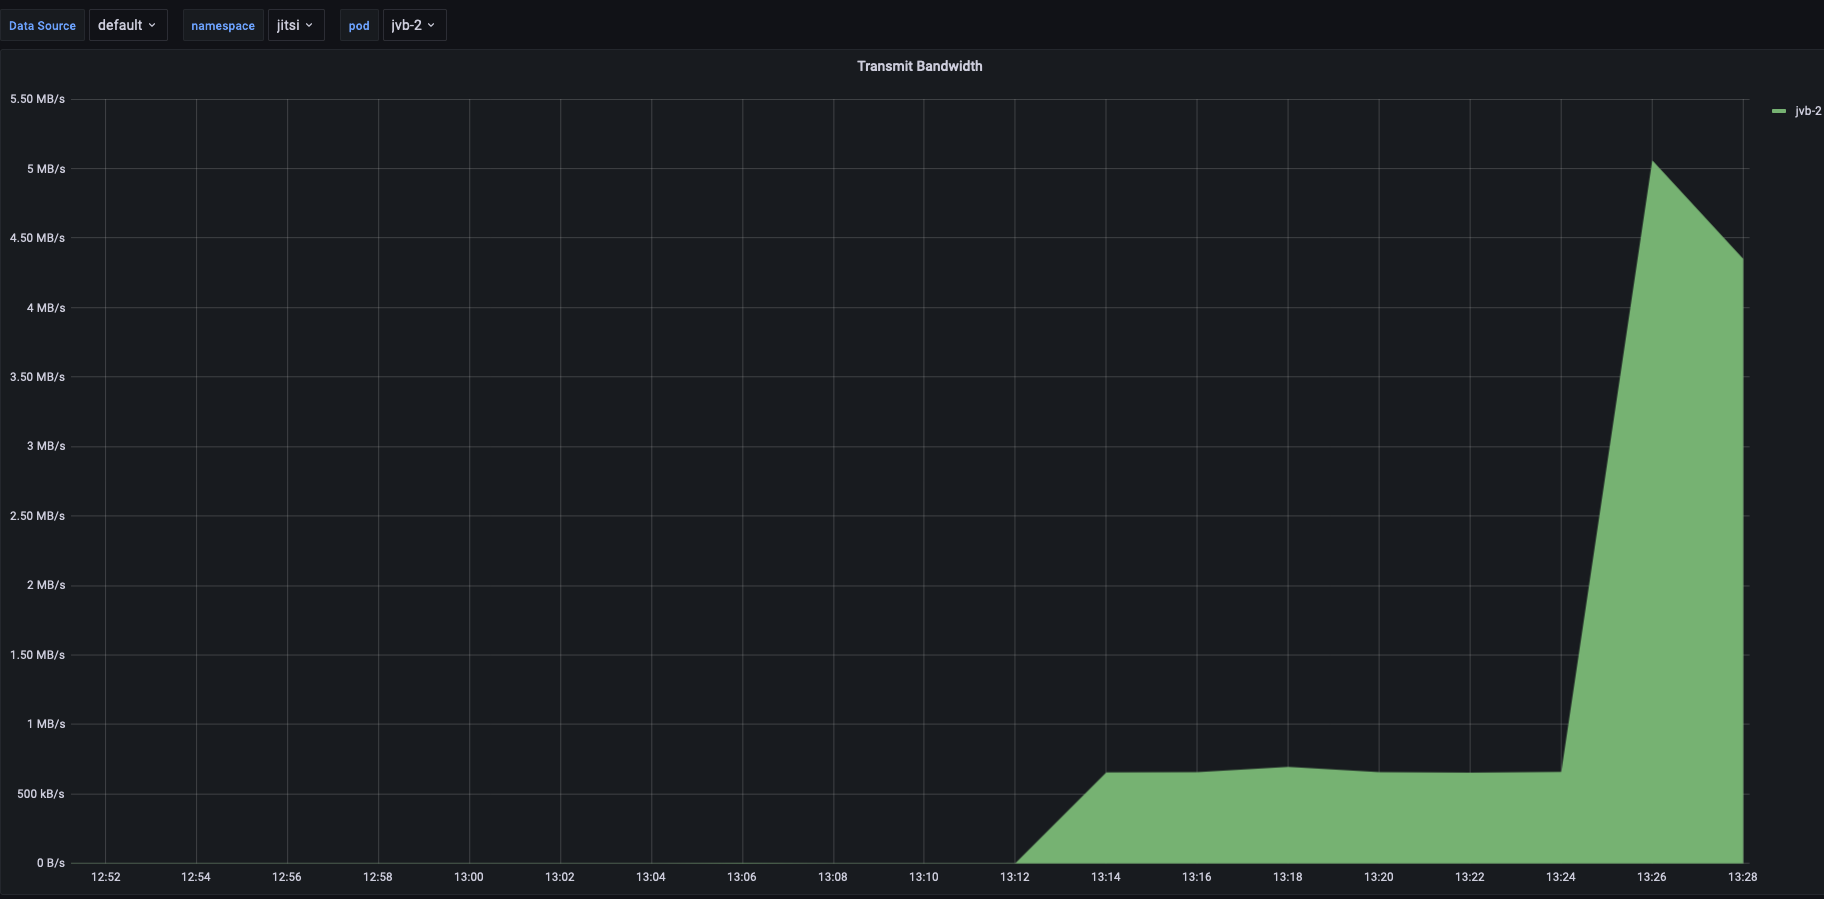 Data Source default namespace jitsi pod jvb-2
Transmit Bandwidth
5.50 MB/s
5 MB/s
4.50 MB/s
4 MB/s
3.50 MB/s
3 MB/s
2.50 MB/s
2 MB/s
1.50 MB/s
1 MB/s
500 kB/s
0 B/s
12:52 12:54 12:56 12:58 13:00 13:02 13:04 13:06 13:08 13:10 13:12 13:14 13:16 13:18 13:20 13:22 13:24 13:26 13:28
jvb-2